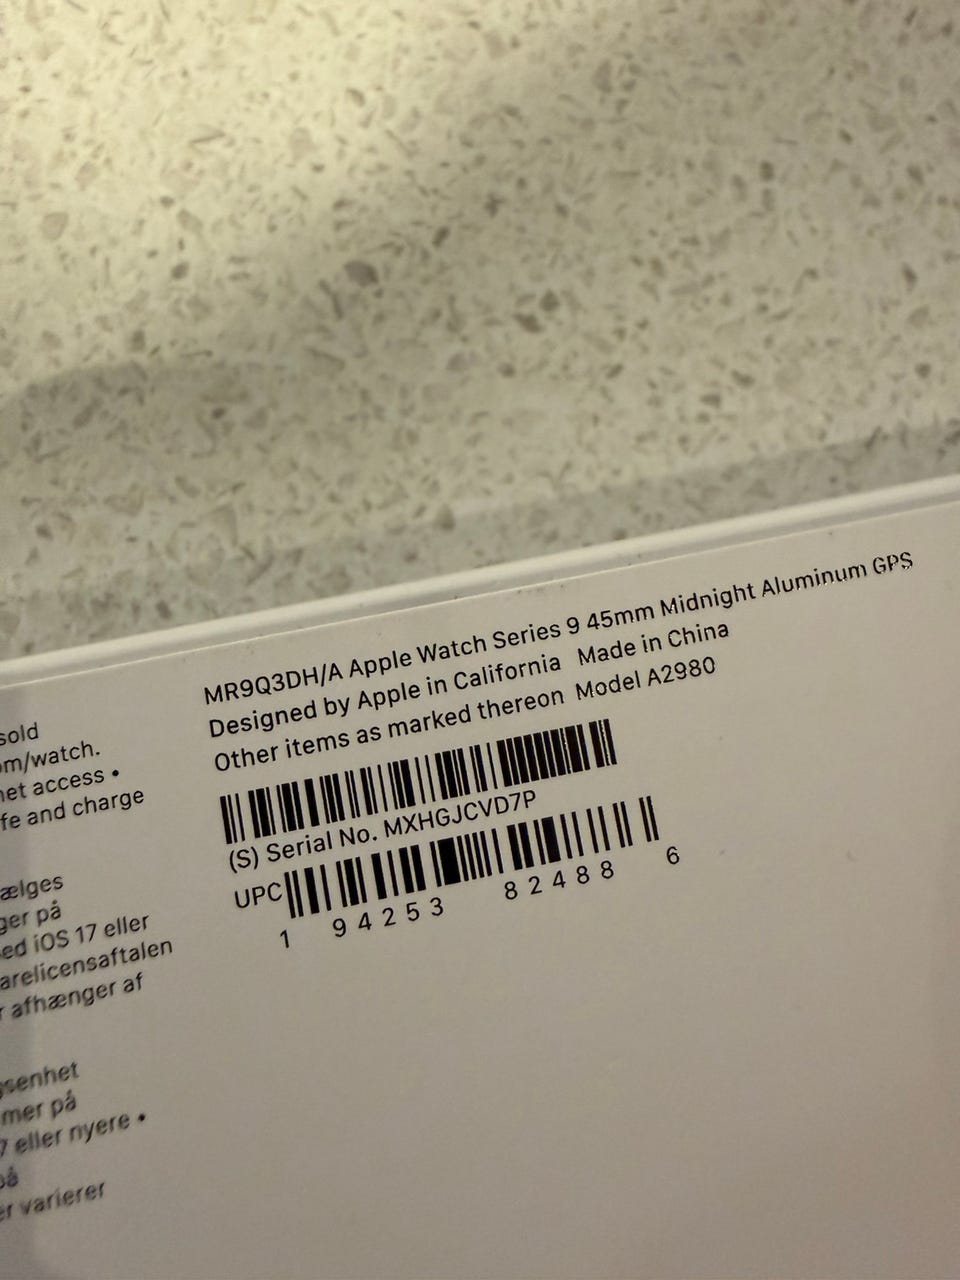 MR9Q3DH/A Apple Watch Series 9 45mm Midnight Aluminum GPS
Designed by Apple in California Made in China
Other items as marked thereon Model A2980
(S) Serial No. MXHGJCVD7P
UPC
1 94253 82488 6
sold
om/watch.
net access •
fe and charge
ælges
ger på
ed iOS 17 eller
arelicensaftalen
r afhænger af
gsenhet
mer på
7 eller nyere •
på
er varierer